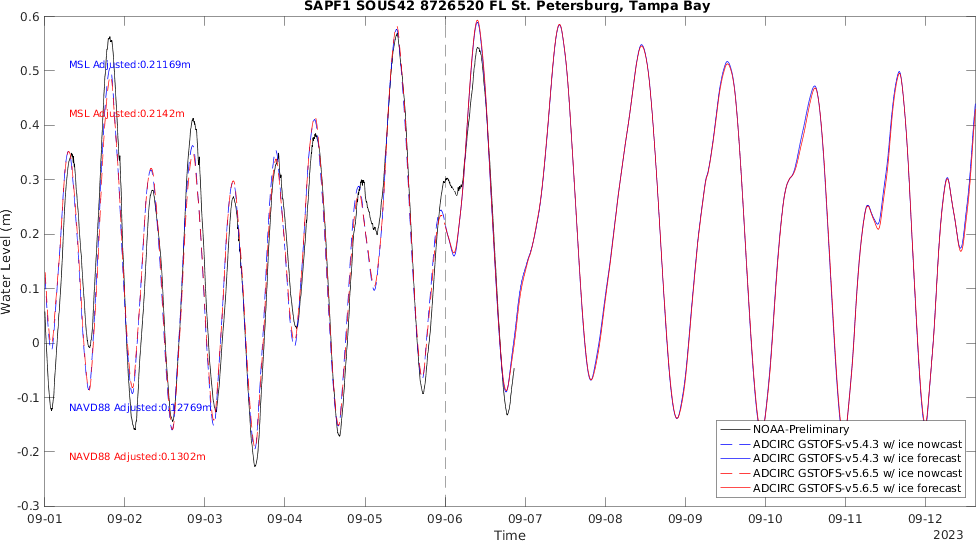 SAPF1 SOUS42 8726520 FL St. Petersburg, Tampa Bay
0.6
0.5
0.4
0.3
0.2
0.1
0
-0.1
-0.2
-0.3
Water Level (m)
MSL Adjusted:0.21169m
MSL Adjusted:0.2142m
NAVD88 Adjusted:0.12769m
NAVD88 Adjusted:0.1302m
NOAA-Preliminary
ADCIRC GSTOFS-v5.4.3 w/ ice nowcast
ADCIRC GSTOFS-v5.4.3 w/ ice forecast
ADCIRC GSTOFS-v5.6.5 w/ ice nowcast
ADCIRC GSTOFS-v5.6.5 w/ ice forecast
09-01 09-02 09-03 09-04 09-05 09-06 09-07 09-08 09-09 09-10 09-11 09-12
Time
2023